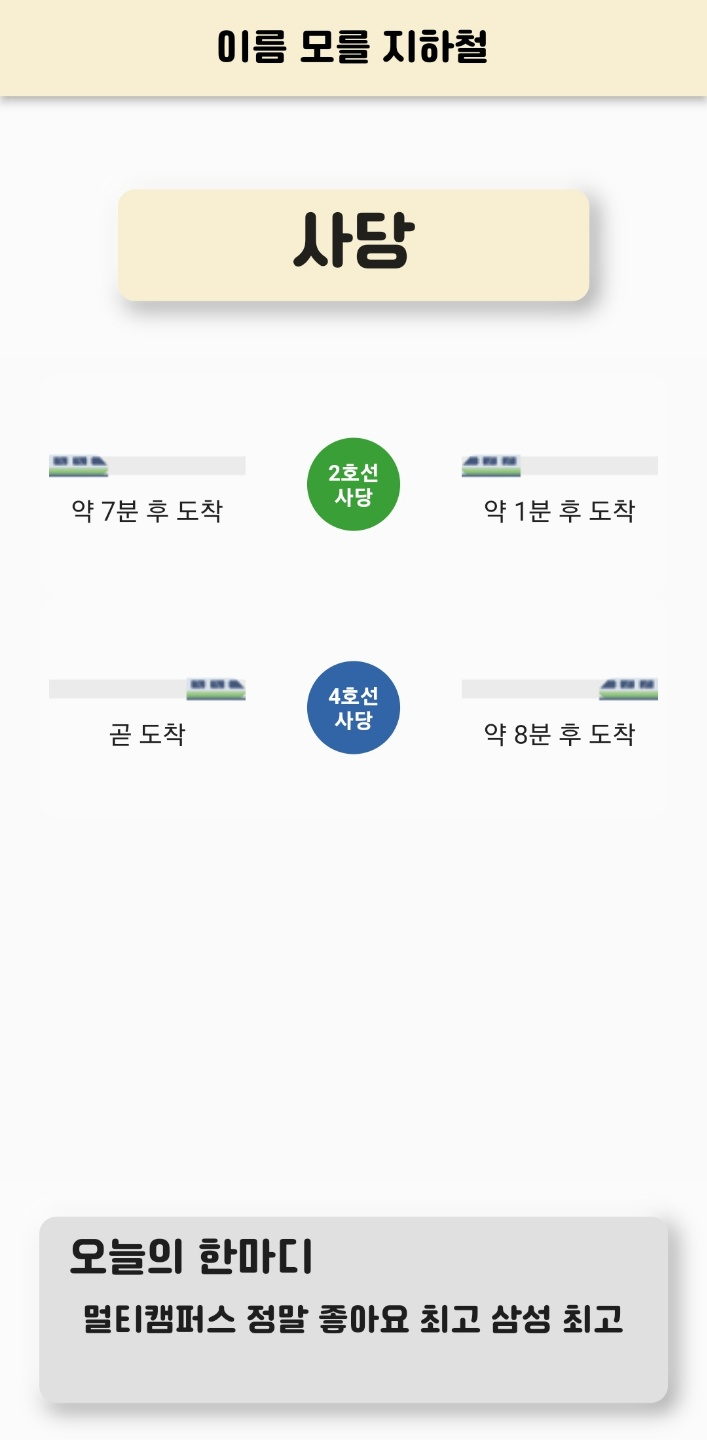 이름 모를 지하철
사당
2호선
사당
약 7분 후 도착
약 1분 후 도착
4호선
사당
곧 도착
약 8분 후 도착
오늘의 한마디
멀티캠퍼스 정말 좋아요 최고 삼성 최고